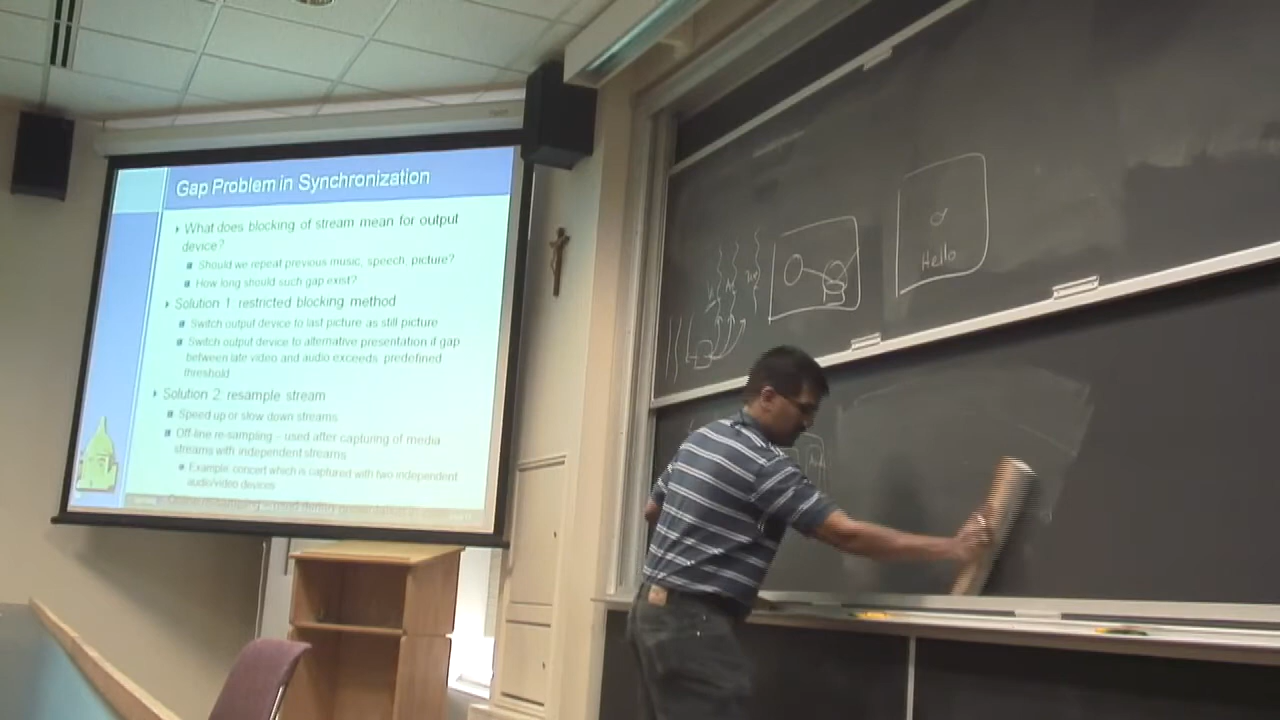 Gap Problem in Synchronization
What does blocking of stream mean for output
device?
Should we repeat previous music, speech, picture?
How long should such gap exist?
Solution 1: restricted blocking method
Switch output device to last picture as still picture
Switch output device to alternative presentation if gap
between late video and audio exceeds predefined
threshold
Solution 2: resample stream
Speed up or slow down streams
Off-line re-sampling – used after capturing of media
streams with independent streams
Example: concert which is captured with two independent
audio/video devices
Hello